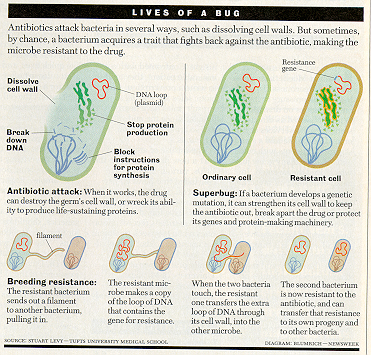 LIVES OF A BUG
Antibiotics attack bacteria in several ways, such as dissolving cell walls. But sometimes,
by chance, a bacterium acquires a trait that fights back against the antibiotic, making the
microbe resistant to the drug.
Dissolve
cell wall
DNA loop
(plasmid)
Stop protein
production
Break
down
DNA
Block
instructions
for protein
synthesis
Resistance
gene
Ordinary cell
Resistant cell
Antibiotic attack: When it works, the drug
can destroy the germ's cell wall, or wreck its abil-
ity to produce life-sustaining proteins.
Superbug: If a bacterium develops a genetic
mutation, it can strengthen its cell wall to keep
the antibiotic out, break apart the drug or protect
its genes and protein-making machinery.
filament
Breeding resistance:
The resistant bacterium
sends out a filament
to another bacterium,
pulling it in.
The resistant mic-
robe makes a copy
of the loop of DNA
that contains the
gene for resistance.
When the two bacteria
touch, the resistant
one transfers the extra
loop of DNA through
its cell wall, into the
other microbe.
The second bacterium
is now resistant to the
antibiotic, and can
transfer that resistance
to its own progeny and
to other bacteria.
SOURCE: STUART LEVY—TUFTS UNIVERSITY MEDICAL SCHOOL
DIAGRAM: BLUMRICH—NEWSWEEK